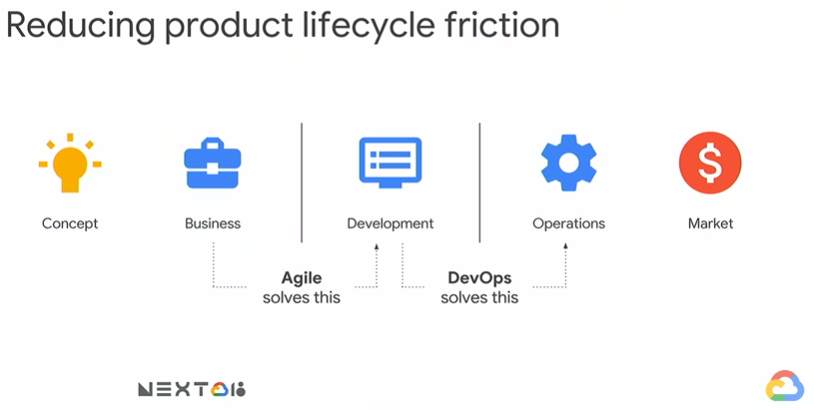 Reducing product lifecycle friction
$
Concept
Business
Development
Operations
Market
Agile
solves this
DevOps
solves this
NEXT 18